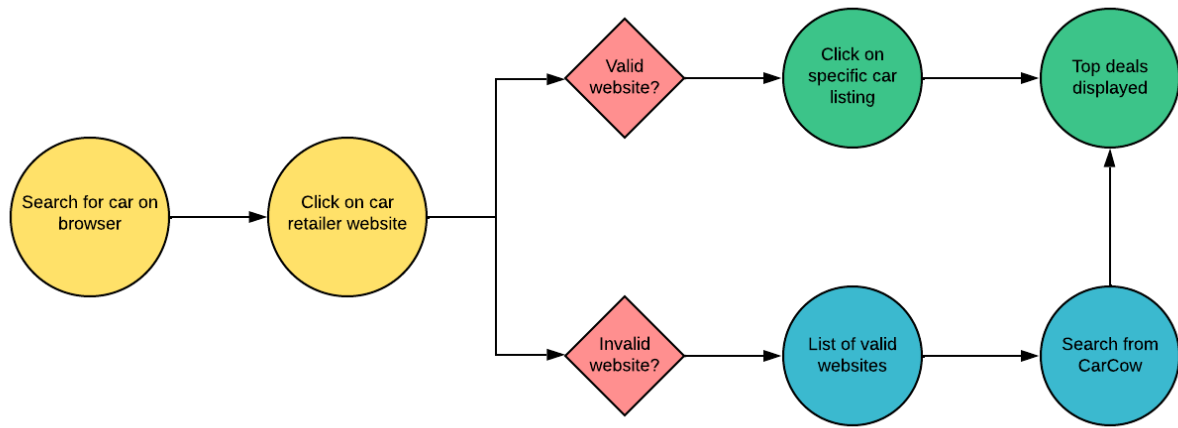 Search for car on
browser
Click on car
retailer website
Valid
website?
Click on
specific car
listing
Top deals
displayed
Invalid
website?
List of valid
websites
Search from
CarCow